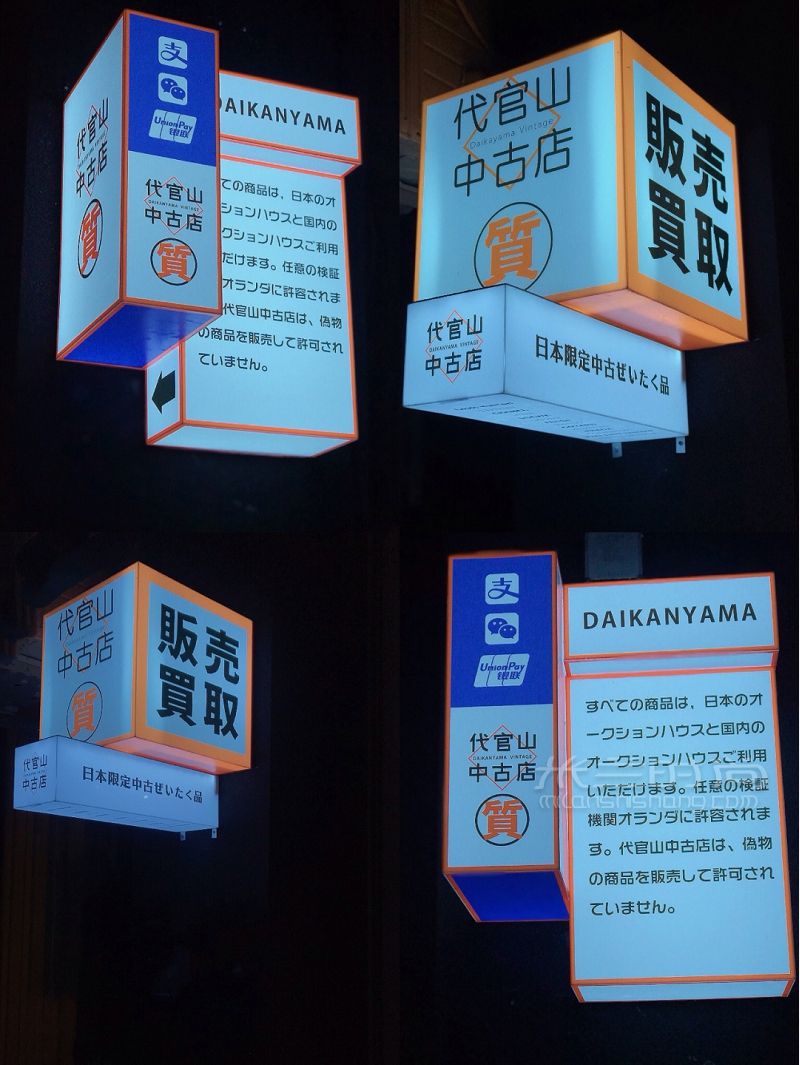 支
UnionPay
银联
代官山
DAIKANYAMA VINTAGE
中古店
質
代官山
中古店
質
DAIKANYAMA
ての商品は、日本のオ
ションハウスと国内の
クションハウスご利用
だけます。任意の検証
オランダに許容されま
代官山中古店は、偽物
の商品を販売して許可され
ていません。
代官山
Daikayama Vintage
中古店
質
販売
買取
代官山
DAIKANYAMA VINTAGE
中古店
日本限定中古ぜいたく品
代官山
中古店
質
販売
買取
代官山
中古店
日本限定中古ぜいたく品
支
UnionPay
银联
代官山
DAIKANYAMA VINTAGE
中古店
質
DAIKANYAMA
すべての商品は、日本のオ
ークションハウスと国内の
オークションハウスご利用
いただけます。任意の検証
機関オランダに許容されま
す。代官山中古店は、偽物
の商品を販売して許可され
ていません。